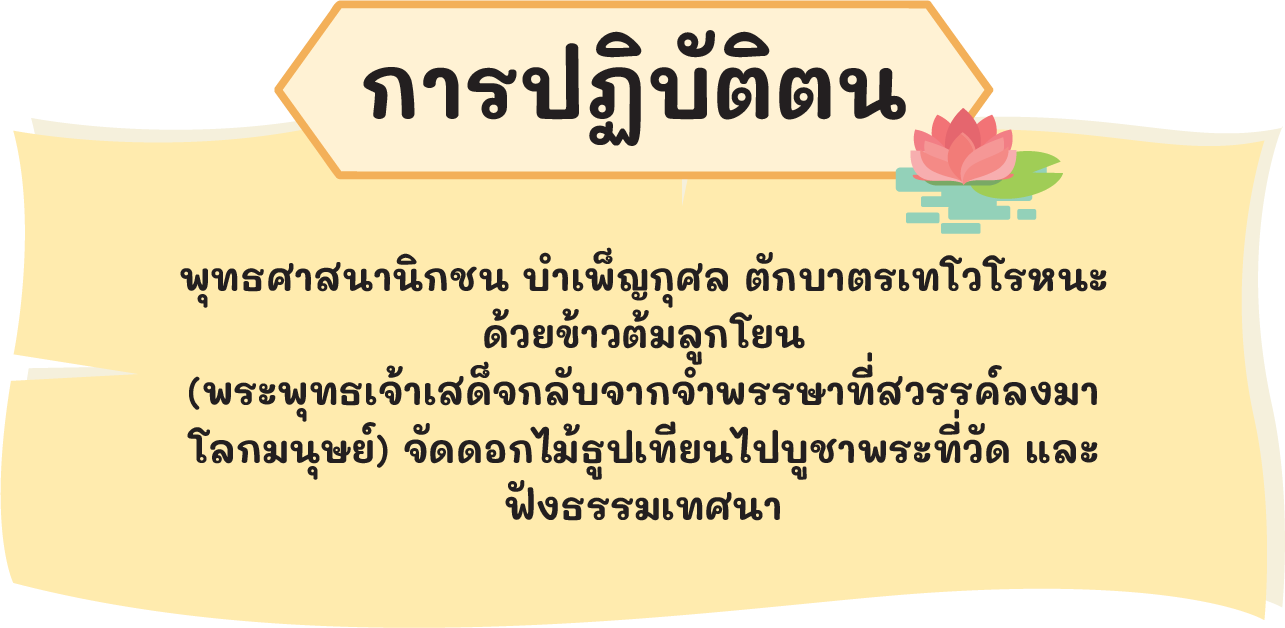 การปฏิบัติตน
พุทธศาสนานิกชน บำเพ็ญกุศล ตักบาตรเทโวโรหนะ
ด้วยข้าวต้มลูกโยน
(พระพุทธเจ้าเสด็จกลับจากจำพรรษาที่สวรรค์ลงมา
โลกมนุษย์) จัดดอกไม้ธูปเทียนไปบูชาพระที่วัด และ
ฟังธรรมเทศนา